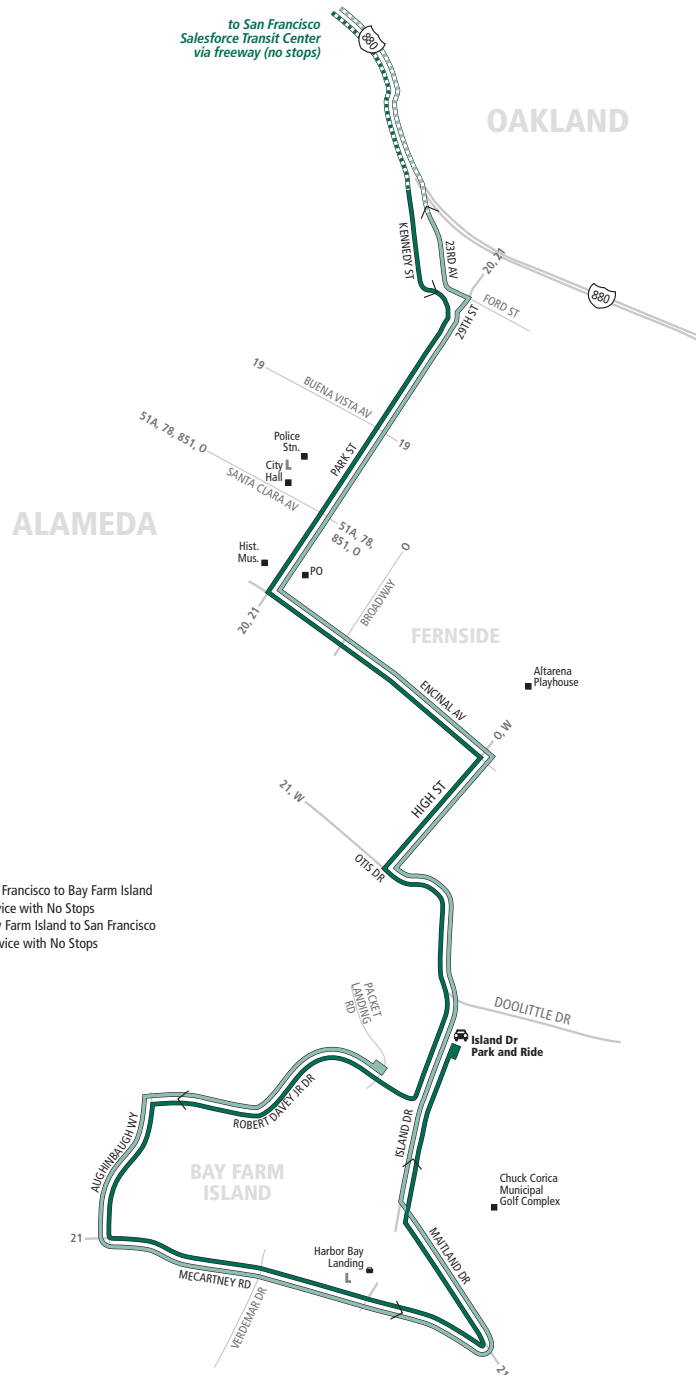 to San Francisco
Salesforce Transit Center
via freeway (no stops)
880
OAKLAND
KENNEDY ST
23RD AV
20, 21
880
FORD ST
29TH ST
19
BUENA VISTA AV
19
51A, 78, 851, O
Police
Stn.
City
Hall
L
PARK ST
SANTA CLARA AV
ALAMEDA
51A, 78,
851, O
Hist.
Mus.
PO
O
BROADWAY
20, 21
FERNSIDE
Altarena
Playhouse
ENCINAL AV
O, W
HIGH ST
21, W
OTIS DR
Francisco to Bay Farm Island
vice with No Stops
y Farm Island to San Francisco
vice with No Stops
PACKET
LANDING
RD
DOOLITTLE DR
Island Dr
Park and Ride
ROBERT DAVEY JR DR
ISLAND DR
AUGHINBAUGH WY
BAY FARM
ISLAND
Chuck Corica
Municipal
Golf Complex
MAITLAND DR
21
Harbor Bay
Landing
L
MECARTNEY RD
VERDEMAR DR
21